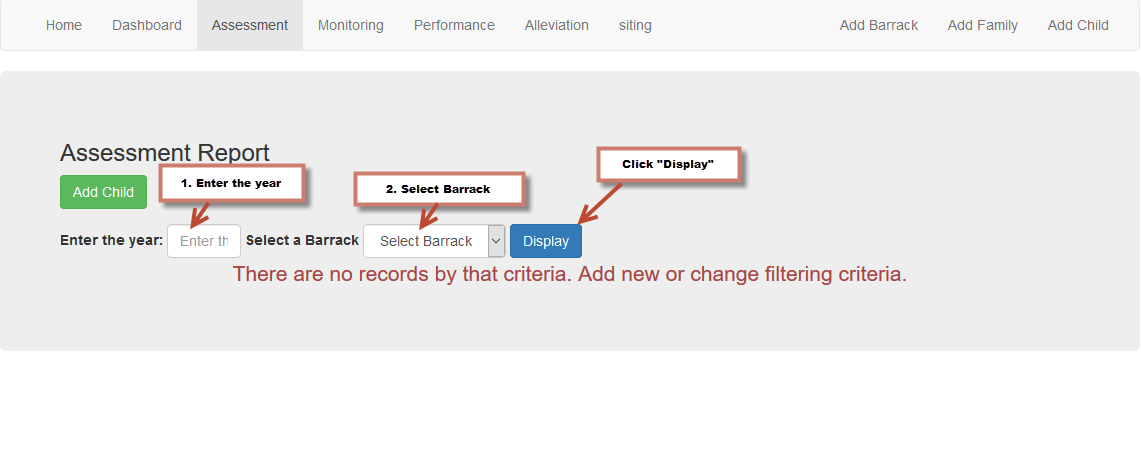 Home Dashboard Assessment Monitoring Performance Alleviation siting Add Barrack Add Family Add Child
Assessment Report
Click "Display"
Add Child 1. Enter the year 2. Select Barrack
Enter the year: Enter th Select a Barrack Select Barrack Display
There are no records by that criteria. Add new or change filtering criteria.